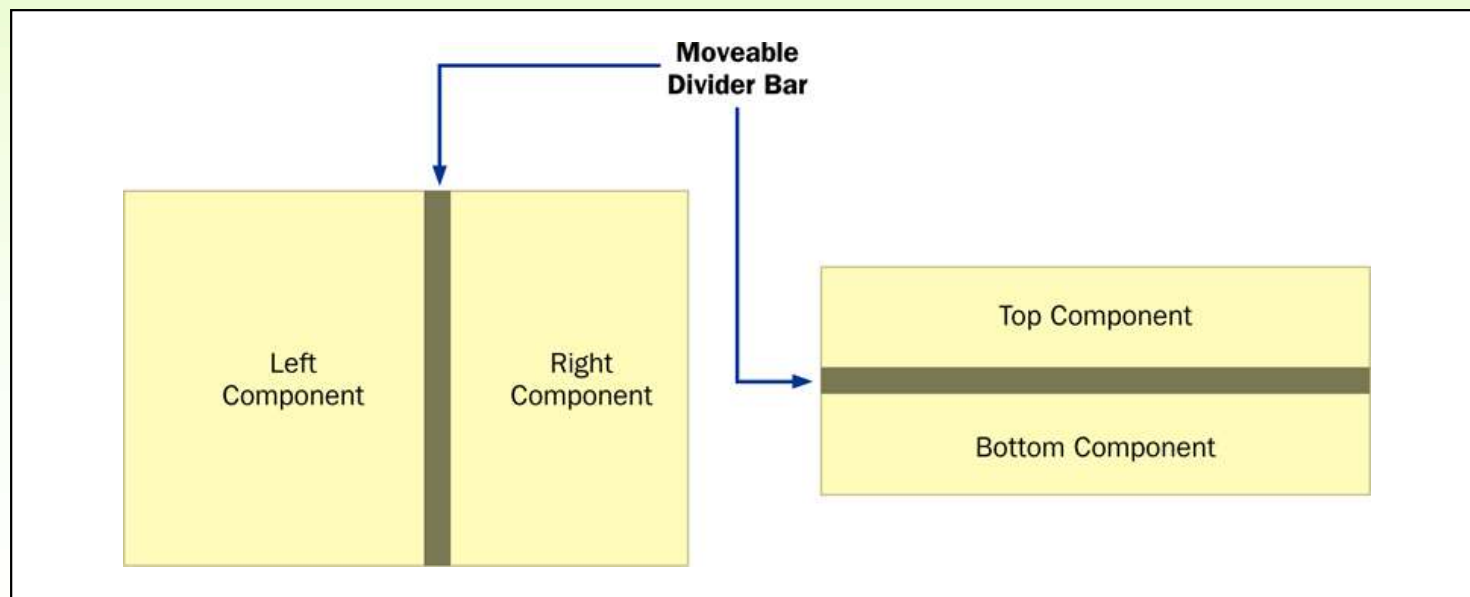 Moveable
Divider Bar
Left
Component
Right
Component
Top Component
Bottom Component